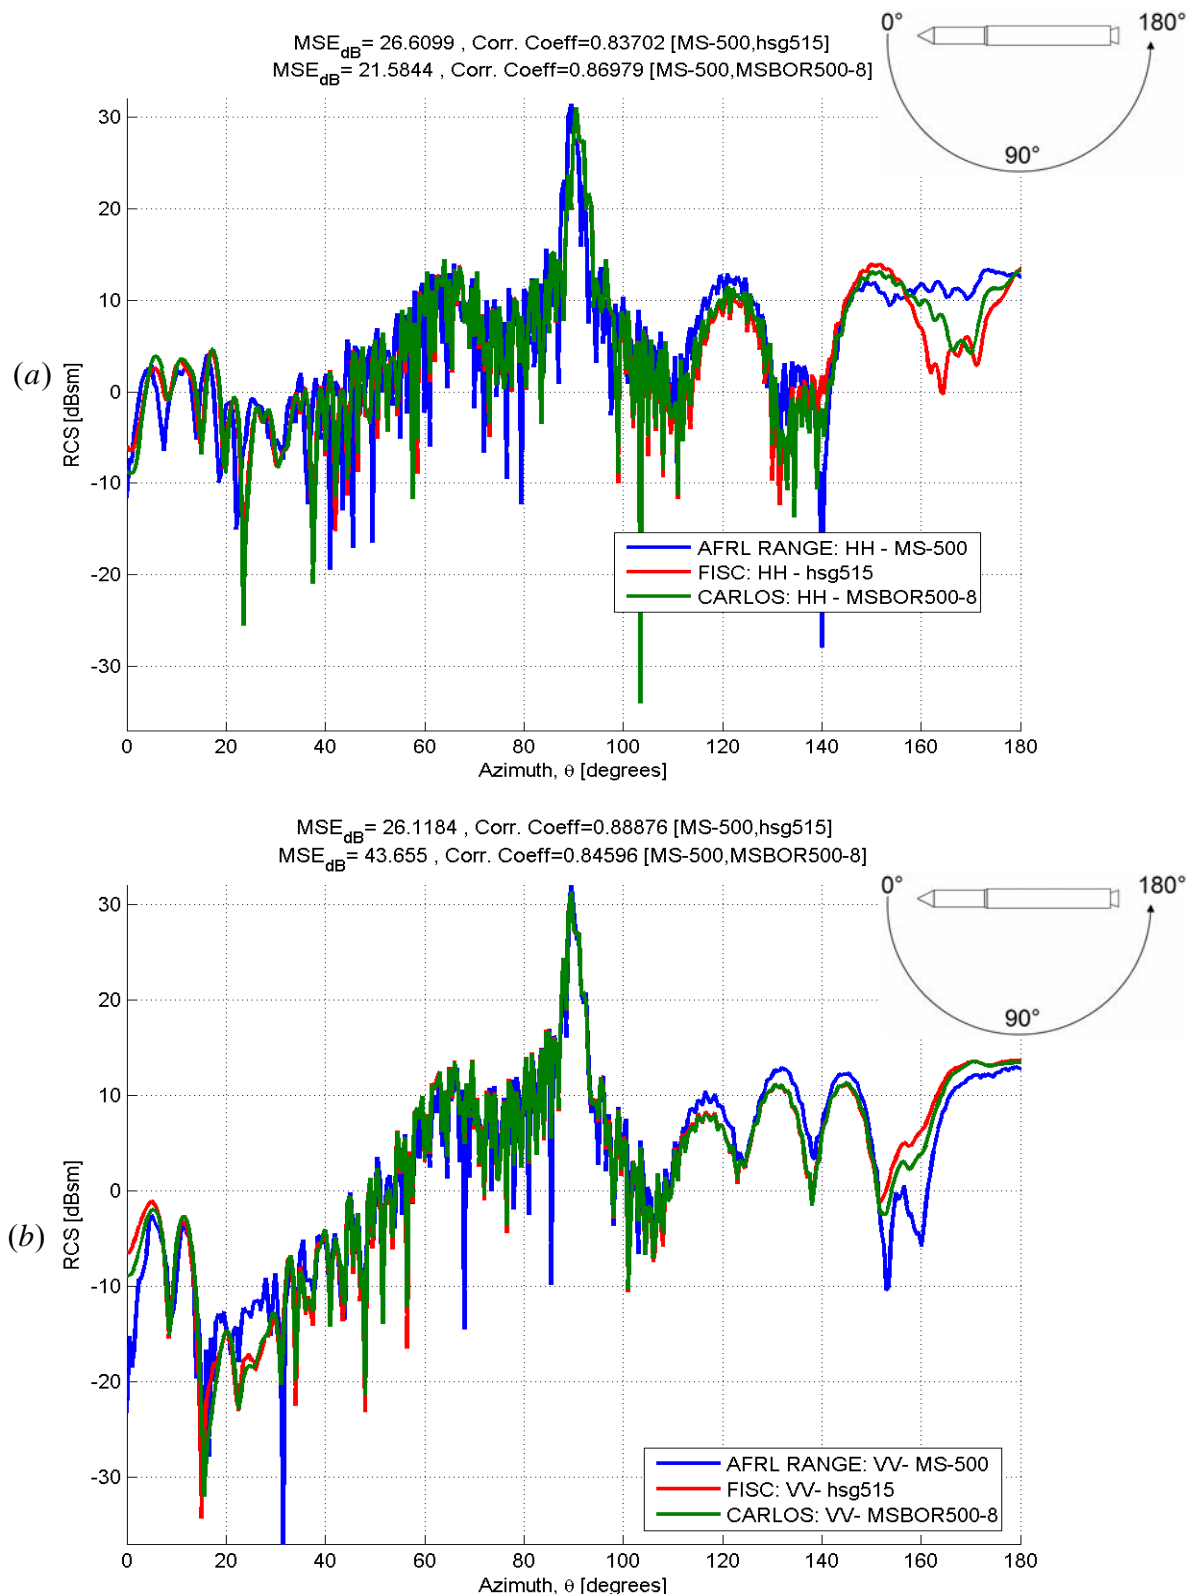 MSE_dB= 26.6099 , Corr. Coeff=0.83702 [MS-500,hsg515]
MSE_dB= 21.5844 , Corr. Coeff=0.86979 [MS-500,MSBOR500-8]
0° 180°
90°
(a)
RCS [dBsm]
30
20
10
0
-10
-20
-30
AFRL RANGE: HH - MS-500
FISC: HH - hsg515
CARLOS: HH - MSBOR500-8
0 20 40 60 80 100 120 140 160 180
Azimuth, θ [degrees]
MSE_dB= 26.1184 , Corr. Coeff=0.88876 [MS-500,hsg515]
MSE_dB= 43.655 , Corr. Coeff=0.84596 [MS-500,MSBOR500-8]
0° 180°
90°
(b)
RCS [dBsm]
30
20
10
0
-10
-20
-30
AFRL RANGE: VV- MS-500
FISC: VV- hsg515
CARLOS: VV- MSBOR500-8
0 20 40 60 80 100 120 140 160 180
Azimuth, θ [degrees]